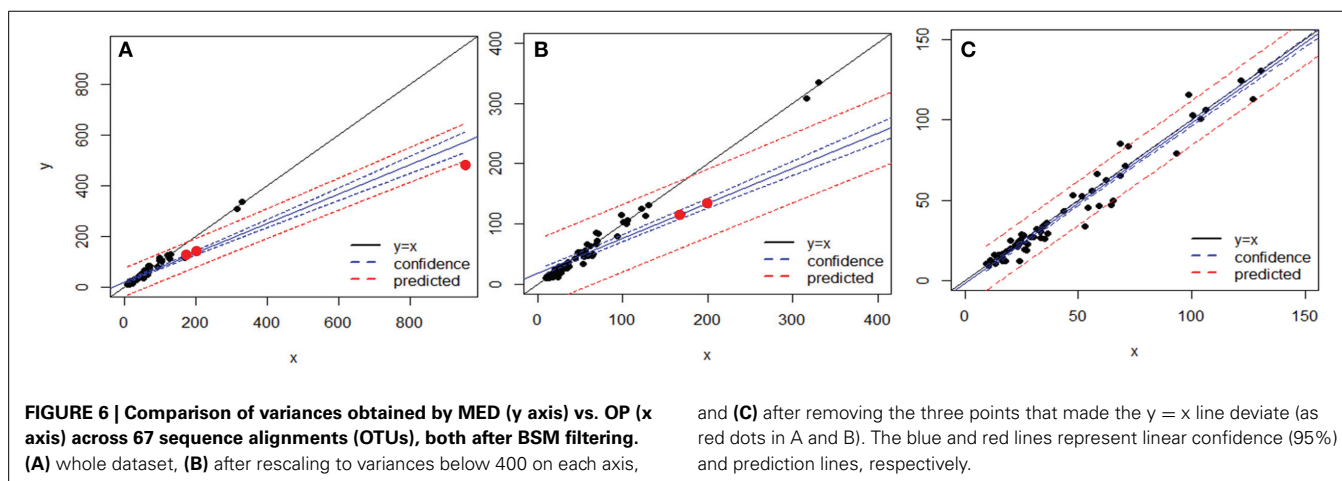 A
y
0 200 400 600 800
0 200 400 600 800
x
y=x
confidence
predicted
B
0 100 200 300 400
0 100 200 300 400
x
y=x
confidence
predicted
C
0 50 100 150
0 50 100 150
x
y=x
confidence
predicted
FIGURE 6 | Comparison of variances obtained by MED (y axis) vs. OP (x
axis) across 67 sequence alignments (OTUs), both after BSM filtering.
(A) whole dataset, (B) after rescaling to variances below 400 on each axis,
and (C) after removing the three points that made the y = x line deviate (as
red dots in A and B). The blue and red lines represent linear confidence (95%)
and prediction lines, respectively.